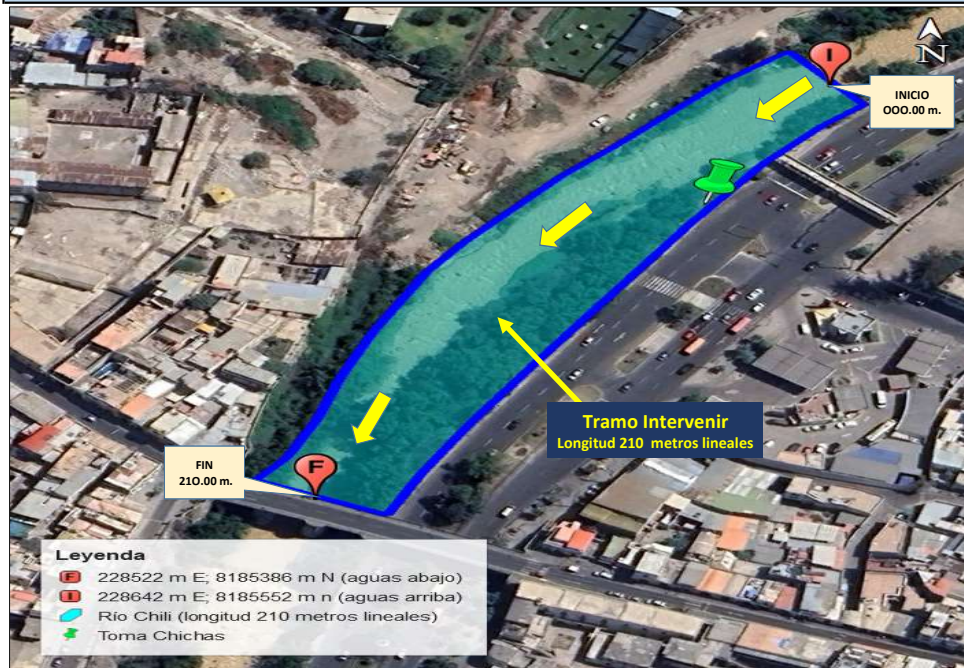 I
N
INICIO
OOO.00 m.
Tramo Intervenir
Longitud 210 metros lineales
FIN
21O.00 m.
F
Leyenda
F 228522 m E; 8185386 m N (aguas abajo)
I 228642 m E; 8185552 m n (aguas arriba)
Río Chili (longitud 210 metros lineales)
Toma Chichas